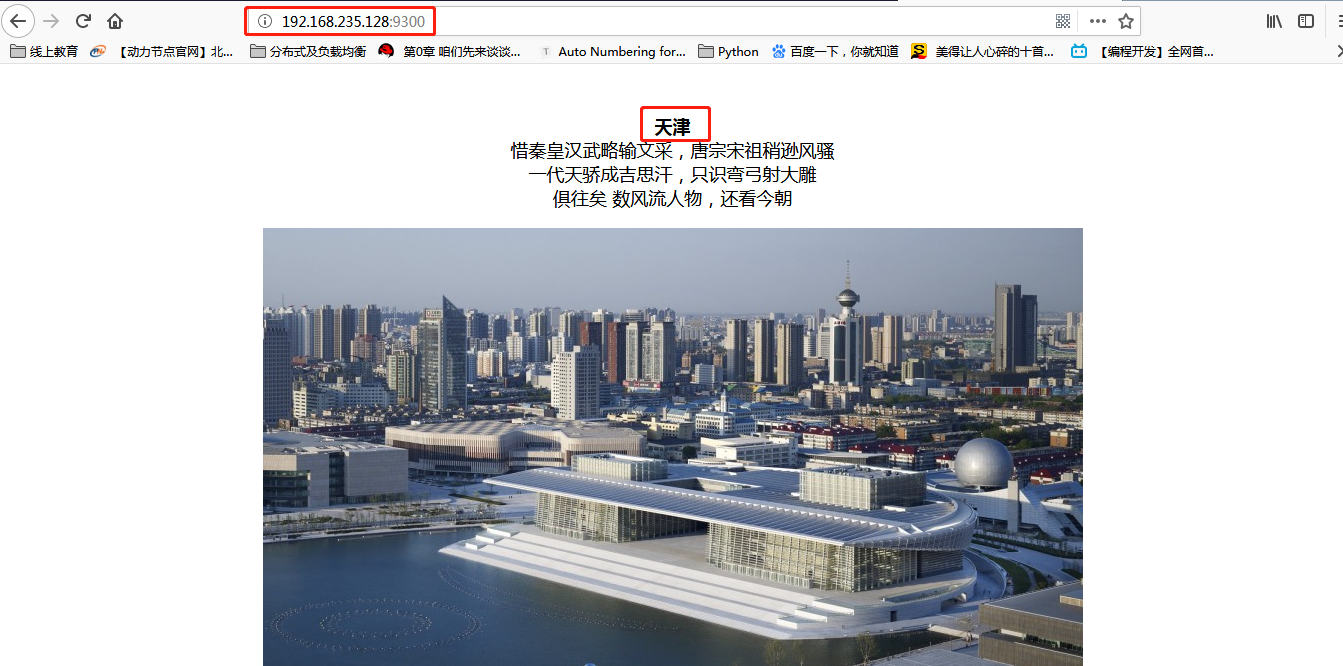 192.168.235.128:9300
线上教育 【动力节点官网】北... 分布式及负载均衡 第0章 咱们先来谈谈... T Auto Numbering for... Python 百度一下，你就知道 S 美得让人心碎的十首... 【编程开发】全网首...
天津
惜秦皇汉武略输文采，唐宗宋祖稍逊风骚
一代天骄成吉思汗，只识弯弓射大雕
俱往矣 数风流人物，还看今朝